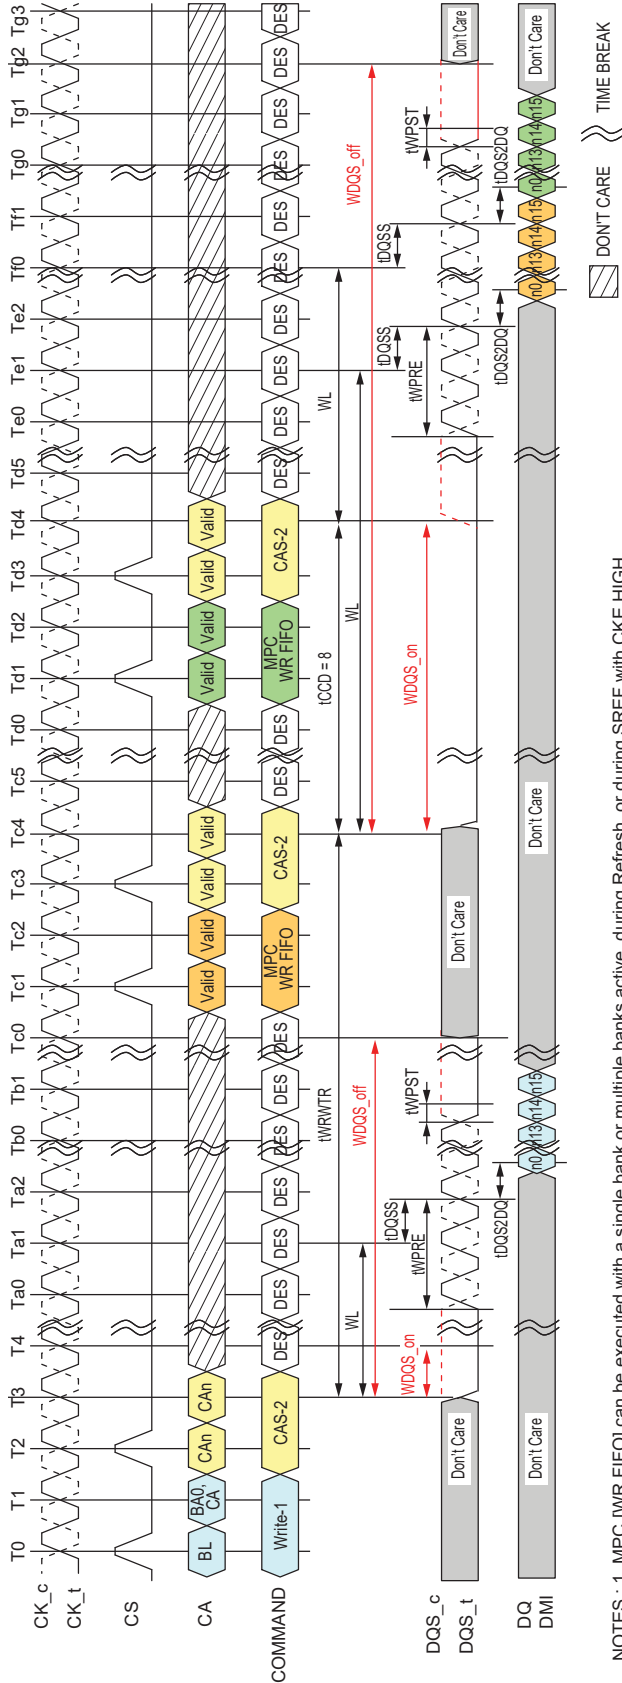 T0 T1 T2 T3 T4 Ta0 Ta1 Ta2 Tb0 Tb1 Tc0 Tc1 Tc2 Tc3 Tc4 Tc5 Td0 Td1 Td2 Td3 Td4 Td5 Te0 Te1 Te2 Tf0 Tf1 Tg0 Tg1 Tg2 Tg3
CK_c
CK_t
CS
CA BL BA0, CA CAn CAn Valid Valid Valid Valid Valid Valid Valid Valid
COMMAND Write-1 CAS-2 DES DES DES DES DES DES DES MPC WR FIFO CAS-2 DES DES MPC WR FIFO CAS-2 DES DES DES DES DES DES DES DES DES DES
tWRWTR tCCD = 8 WL
WL WL
WDQS_off WDQS_off
tDQSS tDQSS tDQSS
WDQS_on tWPRE tWPST WDQS_on tWPRE tWPST
DQS_c
DQS_t
Don't Care Don't Care Don't Care
tDQS2DQ tDQS2DQ tDQS2DQ
DQ
DMI
Don't Care n0 n13 n14 n15 Don't Care n0 n13 n14 n15 n0 n13 n14 n15 Don't Care
DON'T CARE TIME BREAK
NOTES : 1. MPC [WR FIFO] can be executed with a single bank or multiple banks active, during Refresh, or during SREF with CKE HIGH